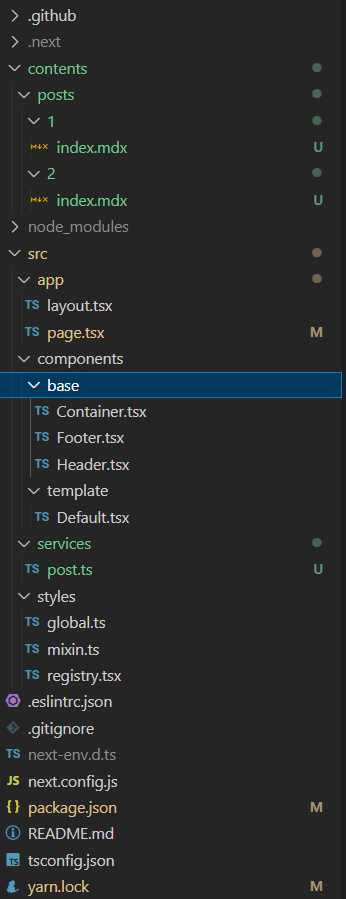 .github
.next
contents
posts
1
index.mdx U
2
index.mdx U
node_modules
src
app
TS layout.tsx
TS page.tsx M
components
base
TS Container.tsx
TS Footer.tsx
TS Header.tsx
template
TS Default.tsx
services
TS post.ts U
styles
TS global.ts
TS mixin.ts
TS registry.tsx
.eslintrc.json
.gitignore
TS next-env.d.ts
JS next.config.js
{} package.json M
README.md
TS tsconfig.json
yarn.lock M